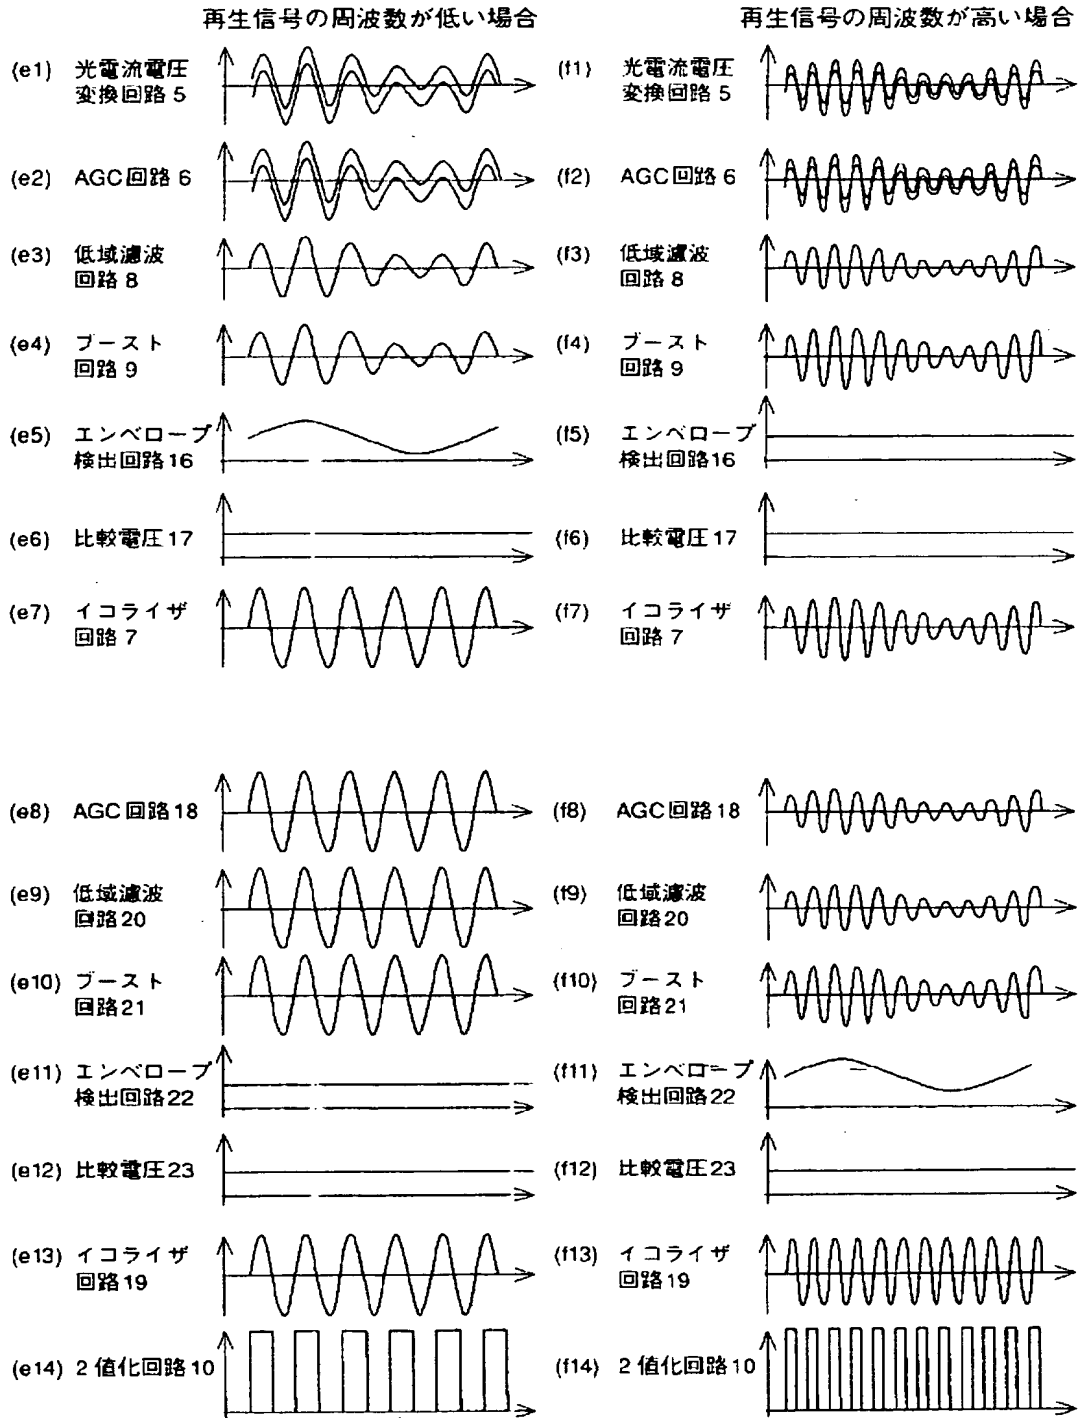 再生信号の周波数が低い場合
再生信号の周波数が高い場合
(e1) 光電流電圧
変換回路 5
(f1) 光電流電圧
変換回路 5
(e2) AGC回路 6
(f2) AGC回路 6
(e3) 低域濾波
回路 8
(f3) 低域濾波
回路 8
(e4) ブースト
回路 9
(f4) ブースト
回路 9
(e5) エンベロープ
検出回路16
(f5) エンベロープ
検出回路16
(e6) 比較電圧17
(f6) 比較電圧17
(e7) イコライザ
回路 7
(f7) イコライザ
回路 7
(e8) AGC回路18
(f8) AGC回路18
(e9) 低域濾波
回路20
(f9) 低域濾波
回路20
(e10) ブースト
回路21
(f10) ブースト
回路21
(e11) エンベロープ
検出回路22
(f11) エンベロープ
検出回路22
(e12) 比較電圧23
(f12) 比較電圧23
(e13) イコライザ
回路19
(f13) イコライザ
回路19
(e14) 2値化回路10
(f14) 2値化回路10